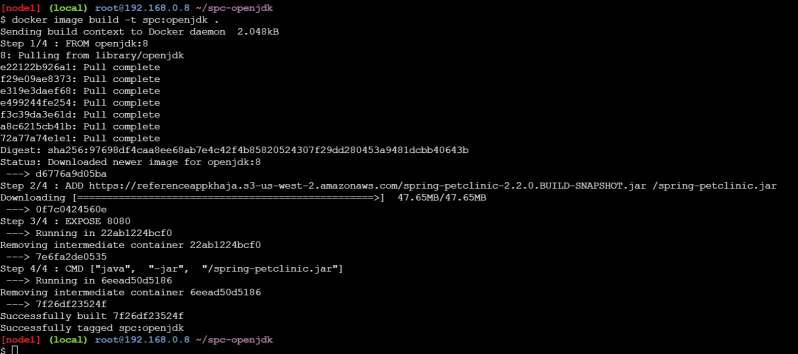 [node1] (local) root@192.168.0.8 ~/spc-openjdk
$ docker image build -t spc:openjdk .
Sending build context to Docker daemon  2.048kB
Step 1/4 : FROM openjdk:8
8: Pulling from library/openjdk
e22122b926a1: Pull complete
f29e09ae8373: Pull complete
e319e3daef68: Pull complete
e499244fe254: Pull complete
f3c39da3e61d: Pull complete
a8c6215cb41b: Pull complete
72a77a74e1e1: Pull complete
Digest: sha256:97698df4caa8ee68ab7e4c42f4b85820524307f29dd280453a9481dcbb40643b
Status: Downloaded newer image for openjdk:8
 ---> d6776a9d05ba
Step 2/4 : ADD https://referenceappkhaja.s3-us-west-2.amazonaws.com/spring-petclinic-2.2.0.BUILD-SNAPSHOT.jar /spring-petclinic.jar
Downloading [==================================================>]  47.65MB/47.65MB
 ---> 0f7c0424560e
Step 3/4 : EXPOSE 8080
 ---> Running in 22ab1224bcf0
Removing intermediate container 22ab1224bcf0
 ---> 7e6fa2de0535
Step 4/4 : CMD ["java",  "-jar",  "/spring-petclinic.jar"]
 ---> Running in 6eead50d5186
Removing intermediate container 6eead50d5186
 ---> 7f26df23524f
Successfully built 7f26df23524f
Successfully tagged spc:openjdk
[node1] (local) root@192.168.0.8 ~/spc-openjdk
$